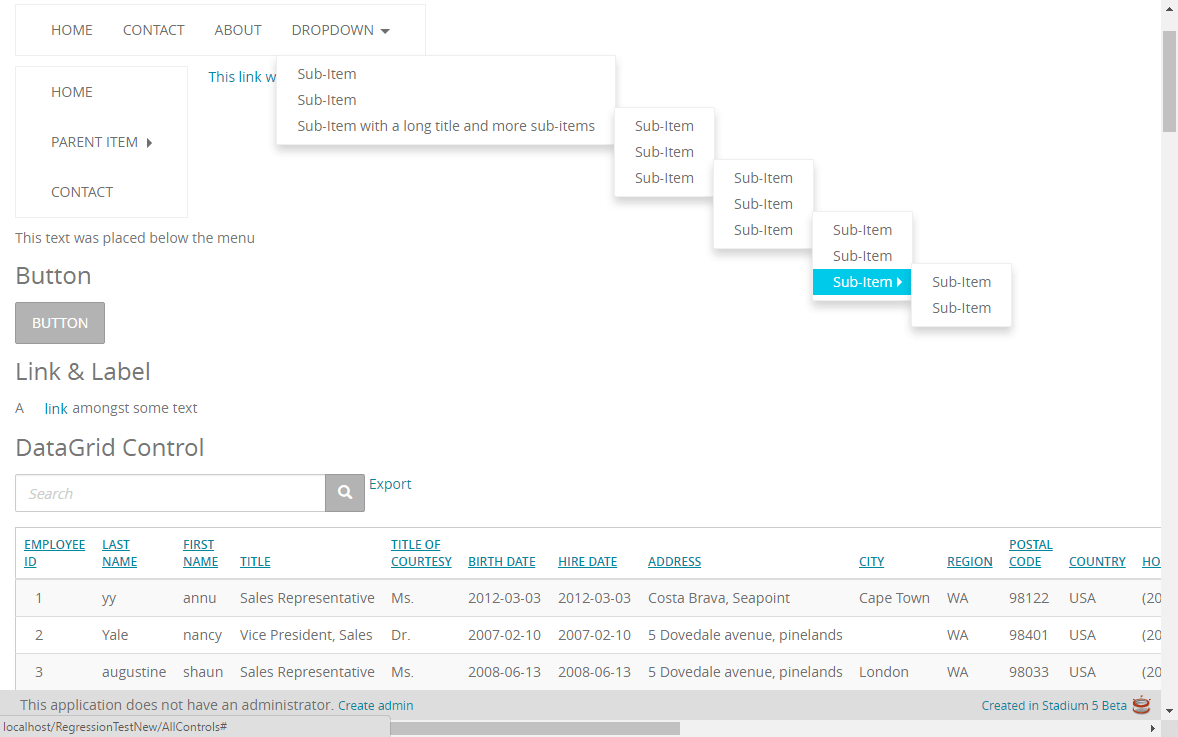 HOME CONTACT ABOUT DROPDOWN
HOME
PARENT ITEM
CONTACT
This link w
Sub-Item
Sub-Item
Sub-Item with a long title and more sub-items
Sub-Item
Sub-Item
Sub-Item
Sub-Item
Sub-Item
Sub-Item
Sub-Item
Sub-Item
Sub-Item
Sub-Item
Sub-Item
This text was placed below the menu
Button
BUTTON
Link & Label
A link amongst some text
DataGrid Control
Search Export
EMPLOYEE ID LAST NAME FIRST NAME TITLE TITLE OF COURTESY BIRTH DATE HIRE DATE ADDRESS CITY REGION POSTAL CODE COUNTRY HO
1 yy annu Sales Representative Ms. 2012-03-03 2012-03-03 Costa Brava, Seapoint Cape Town WA 98122 USA (20
2 Yale nancy Vice President, Sales Dr. 2007-02-10 2007-02-10 5 Dovedale avenue, pinelands WA 98401 USA (20
3 augustine shaun Sales Representative Ms. 2008-06-13 2008-06-13 5 Dovedale avenue, pinelands London WA 98033 USA (20
This application does not have an administrator. Create admin Created in Stadium 5 Beta
localhost/RegressionTestNew/AllControls#